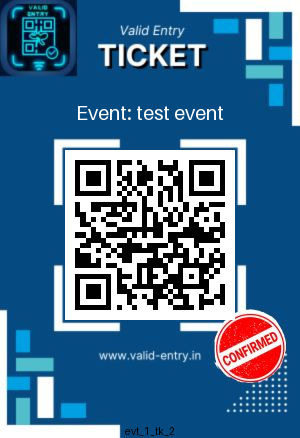 VALID
ENTRY
Valid Entry
TICKET
Event: test event
www.valid-entry.in
CONFIRMED
evt_1_tk_2